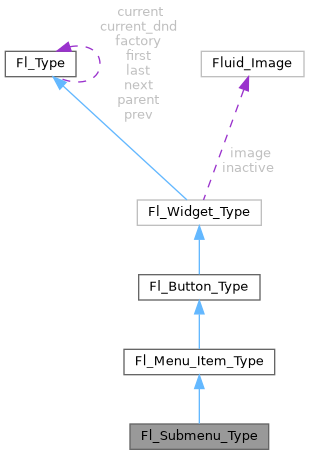 current
current_dnd
factory
first
last
next
parent
prev
Fl_Type
Fluid_Image
image
inactive
Fl_Widget_Type
Fl_Button_Type
Fl_Menu_Item_Type
Fl_Submenu_Type